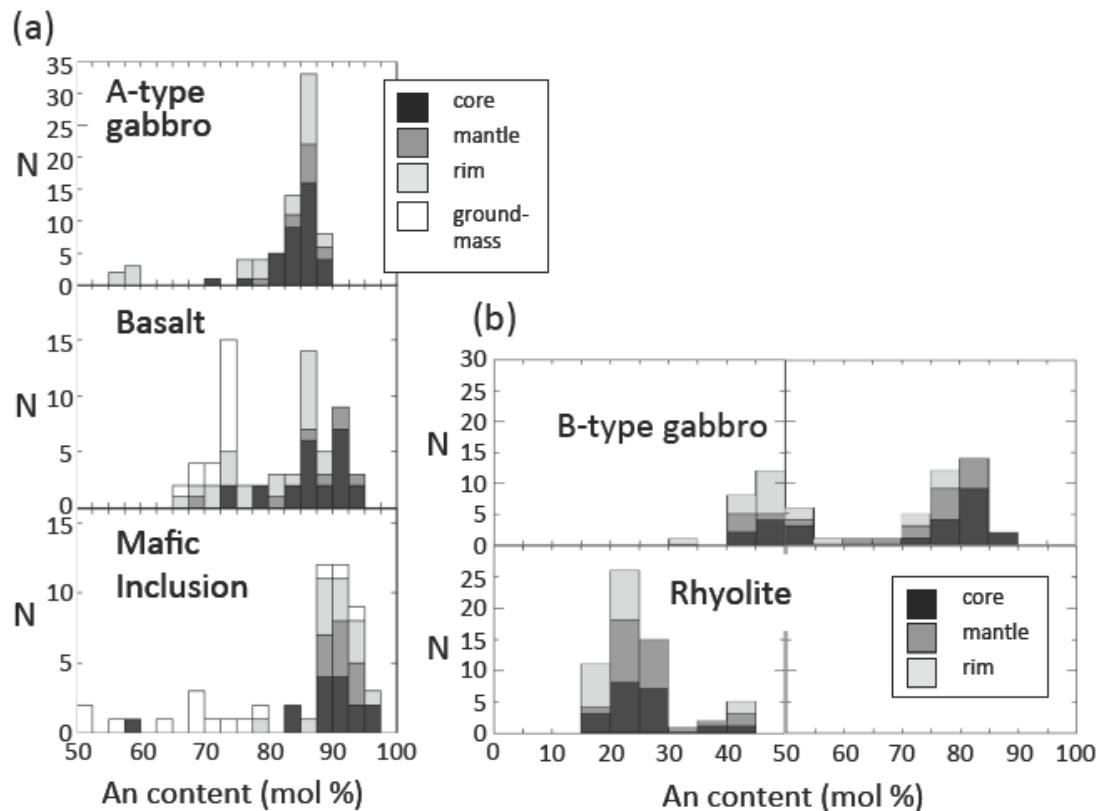 (a)
35
30
25
20
15
10
5
0
N
A-type
gabbro
core
mantle
rim
ground-
mass
15
10
5
0
N
Basalt
15
10
5
0
N
Mafic
Inclusion
50 60 70 80 90 100
An content (mol %)
(b)
30
25
20
15
10
5
0
N
B-type gabbro
25
20
15
10
5
0
N
Rhyolite
core
mantle
rim
0 10 20 30 40 50 60 70 80 90 100
An content (mol %)